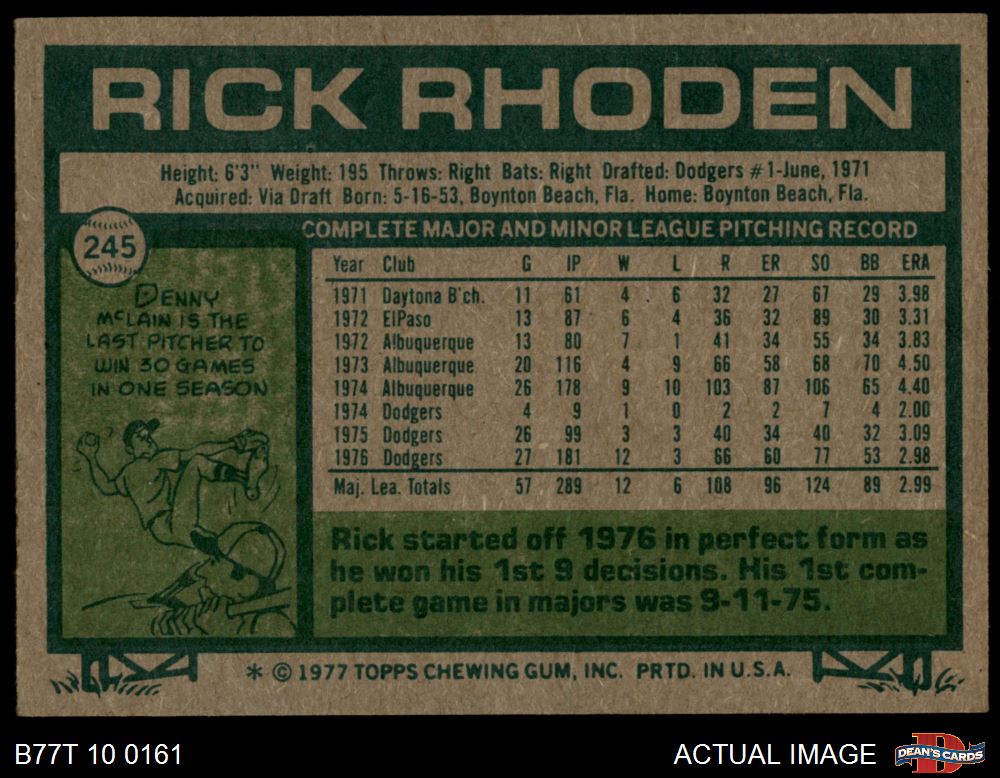 RICK RHODEN
Height: 6'3" Weight: 195 Throws: Right Bats: Right Drafted: Dodgers #1-June, 1971
Acquired: Via Draft Born: 5-16-53, Boynton Beach, Fla. Home: Boynton Beach, Fla.
245
DENNY
McLAIN IS THE
LAST PITCHER TO
WIN 30 GAMES
IN ONE SEASON
COMPLETE MAJOR AND MINOR LEAGUE PITCHING RECORD
Year Club G IP W L R ER SO BB ERA
1971 Daytona B'ch. 11 61 4 6 32 27 67 29 3.98
1972 ElPaso 13 87 6 4 36 32 89 30 3.31
1972 Albuquerque 13 80 7 1 41 34 55 34 3.83
1973 Albuquerque 20 116 4 9 66 58 68 70 4.50
1974 Albuquerque 26 178 9 10 103 87 106 65 4.40
1974 Dodgers 4 9 1 0 2 2 7 4 2.00
1975 Dodgers 26 99 3 3 40 34 40 32 3.09
1976 Dodgers 27 181 12 3 66 60 77 53 2.98
Maj. Lea. Totals 57 289 12 6 108 96 124 89 2.99
Rick started off 1976 in perfect form as
he won his 1st 9 decisions. His 1st com-
plete game in majors was 9-11-75.
* © 1977 TOPPS CHEWING GUM, INC. PRTD. IN U.S.A.
B77T 10 0161
ACTUAL IMAGE
DEAN'S CARDS